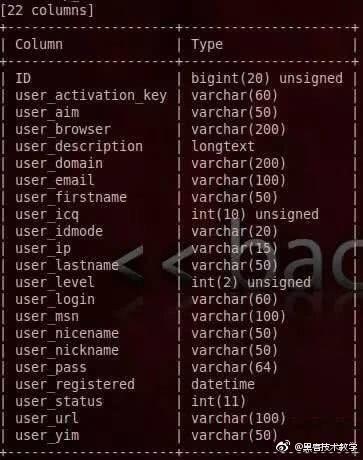 [22 columns]
+---------------------+---------------------+
| Column | Type |
+---------------------+---------------------+
| ID | bigint(20) unsigned |
| user_activation_key | varchar(60) |
| user_aim | varchar(50) |
| user_browser | varchar(200) |
| user_description | longtext |
| user_domain | varchar(200) |
| user_email | varchar(100) |
| user_firstname | varchar(50) |
| user_icq | int(10) unsigned |
| user_idmode | varchar(20) |
| user_ip | varchar(15) |
| user_lastname | varchar(50) |
| user_level | int(2) unsigned |
<< bac
| user_login | varchar(60) |
| user_msn | varchar(100) |
| user_nicename | varchar(50) |
| user_nickname | varchar(50) |
| user_pass | varchar(64) |
| user_registered | datetime |
| user_status | int(11) |
| user_url | varchar(100) |
| user_yim | varchar(50) |
+---------------------+---------------------+
@黑客技术教学